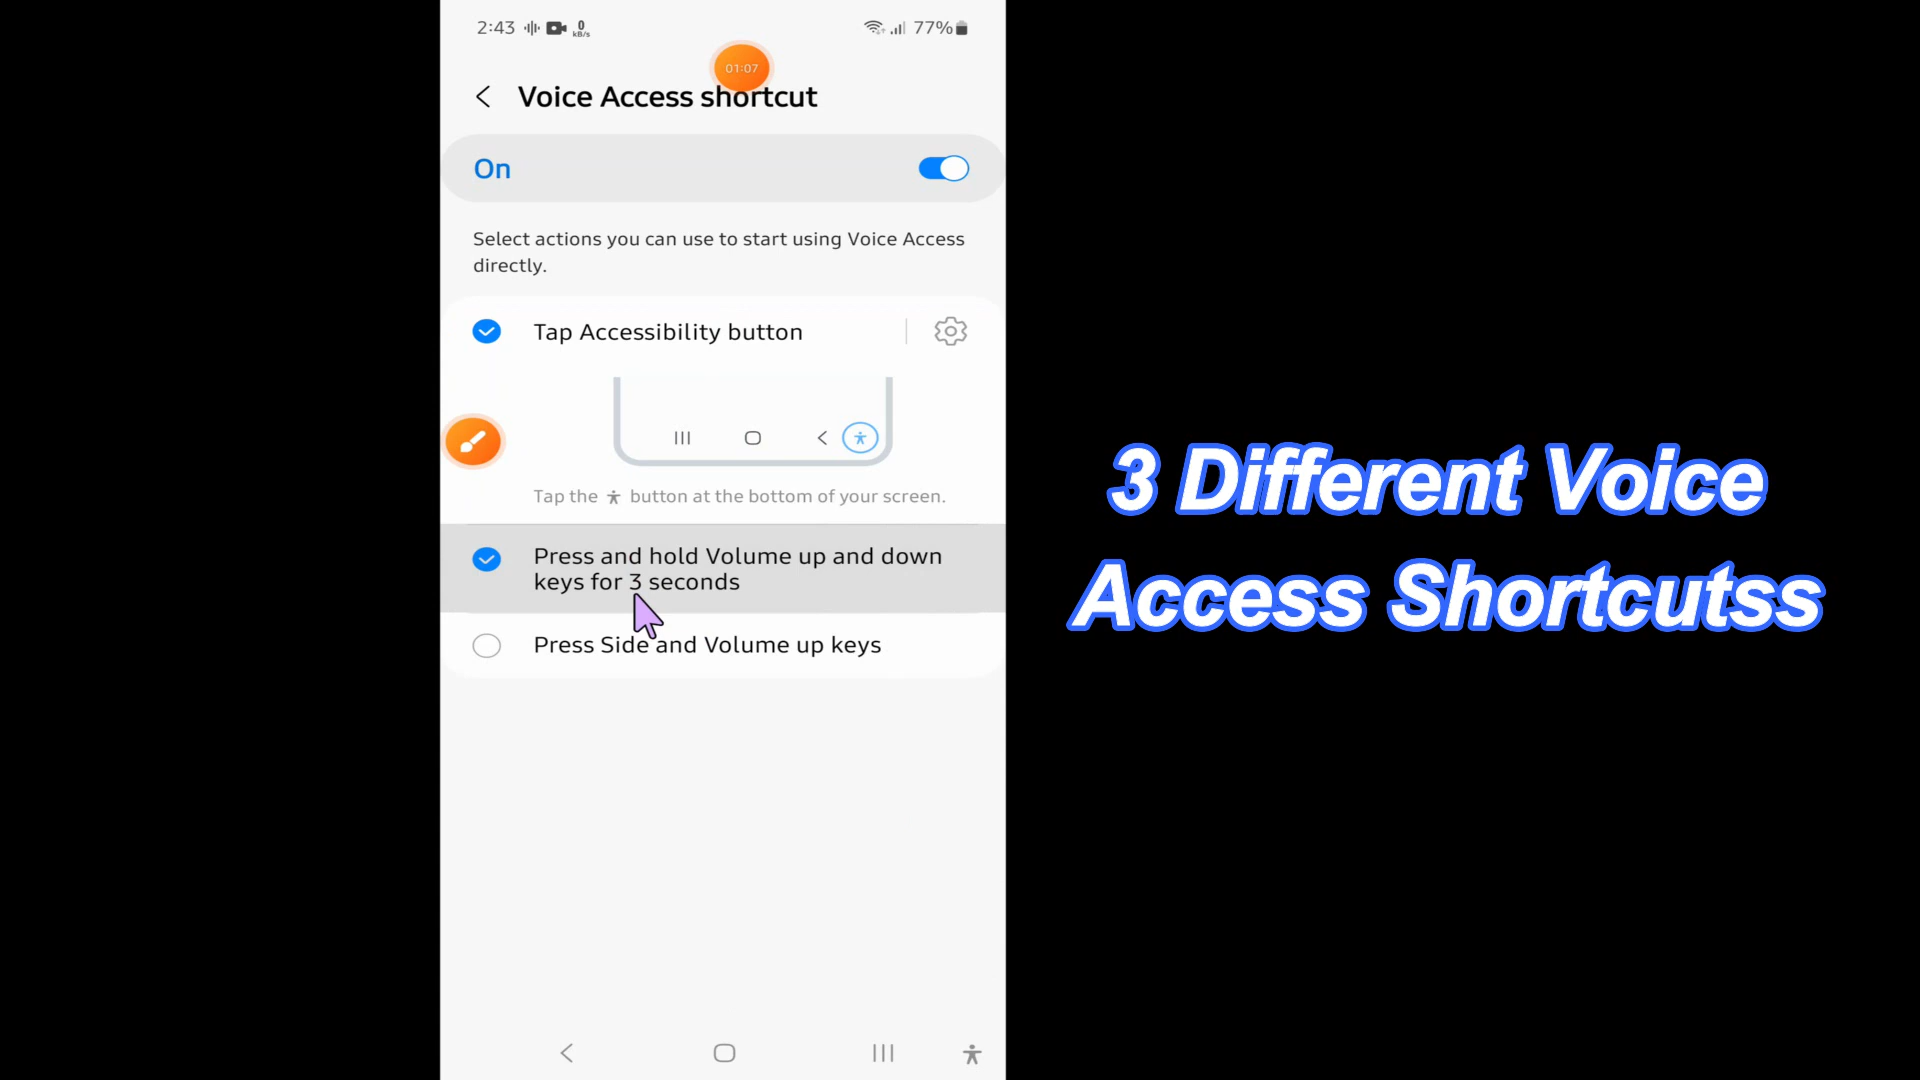 2:43 0 kB/s 77%
01:07
Voice Access shortcut
On
Select actions you can use to start using Voice Access
directly.
Tap Accessibility button
Tap the button at the bottom of your screen.
Press and hold Volume up and down
keys for 3 seconds
Press Side and Volume up keys
3 Different Voice
Access Shortcutss